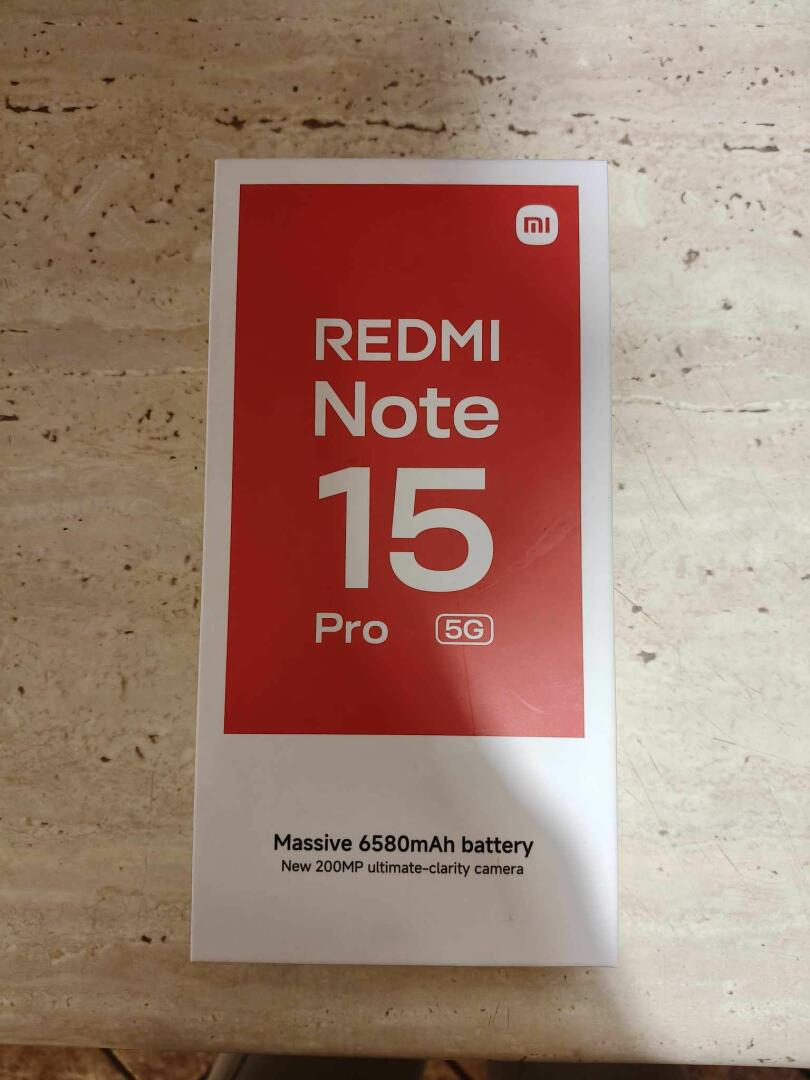 mi
REDMI
Note
15
Pro 5G
Massive 6580mAh battery
New 200MP ultimate-clarity camera